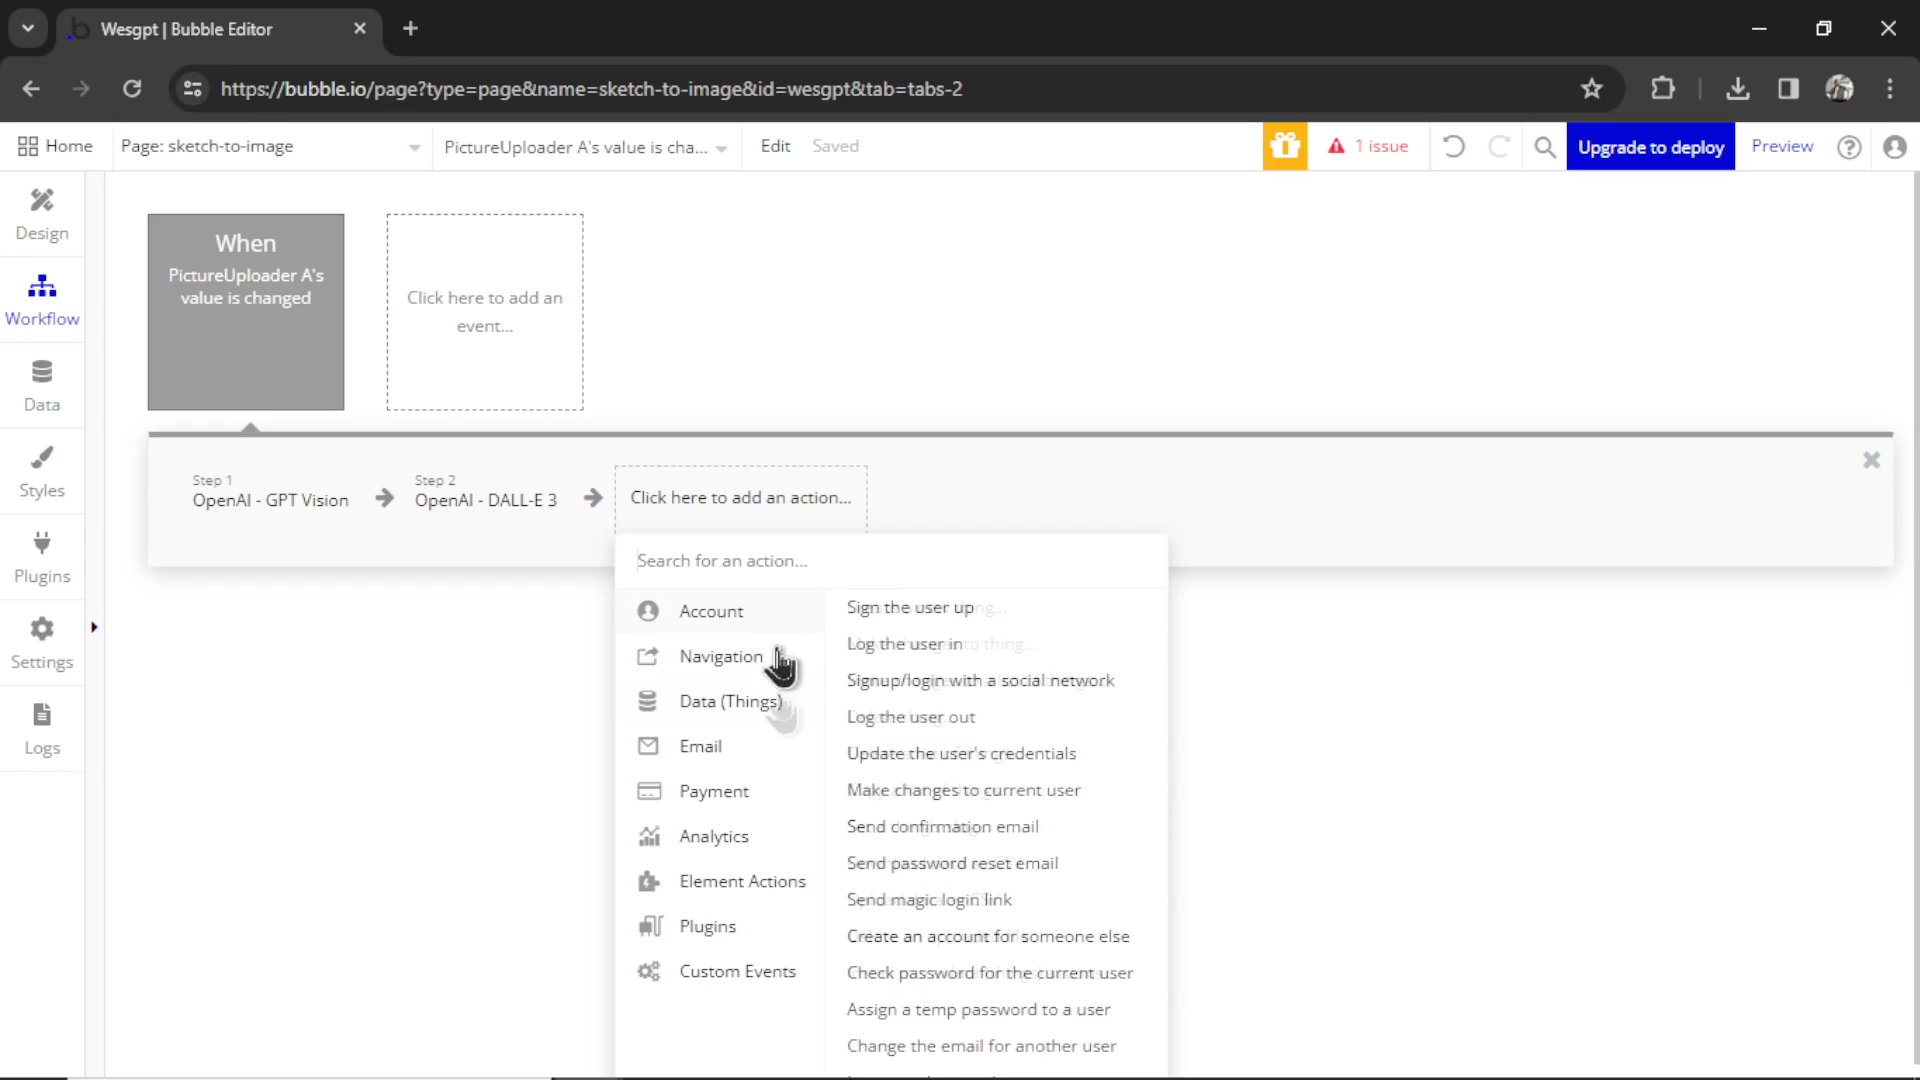 Wesgpt | Bubble Editor
https://bubble.io/page?type=page&name=sketch-to-image&id=wesgpt&tab=tabs-2
Home
Page: sketch-to-image
PictureUploader A's value is cha...
Edit
Saved
1 issue
Upgrade to deploy
Preview
Design
Workflow
Data
Styles
Plugins
Settings
Logs
When
PictureUploader A's
value is changed
Click here to add an
event...
Step 1
OpenAI - GPT Vision
Step 2
OpenAI - DALL-E 3
Click here to add an action...
Search for an action...
Account
Navigation
Data (Things)
Email
Payment
Analytics
Element Actions
Plugins
Custom Events
Sign the user up
Log the user in
Signup/login with a social network
Log the user out
Update the user's credentials
Make changes to current user
Send confirmation email
Send password reset email
Send magic login link
Create an account for someone else
Check password for the current user
Assign a temp password to a user
Change the email for another user